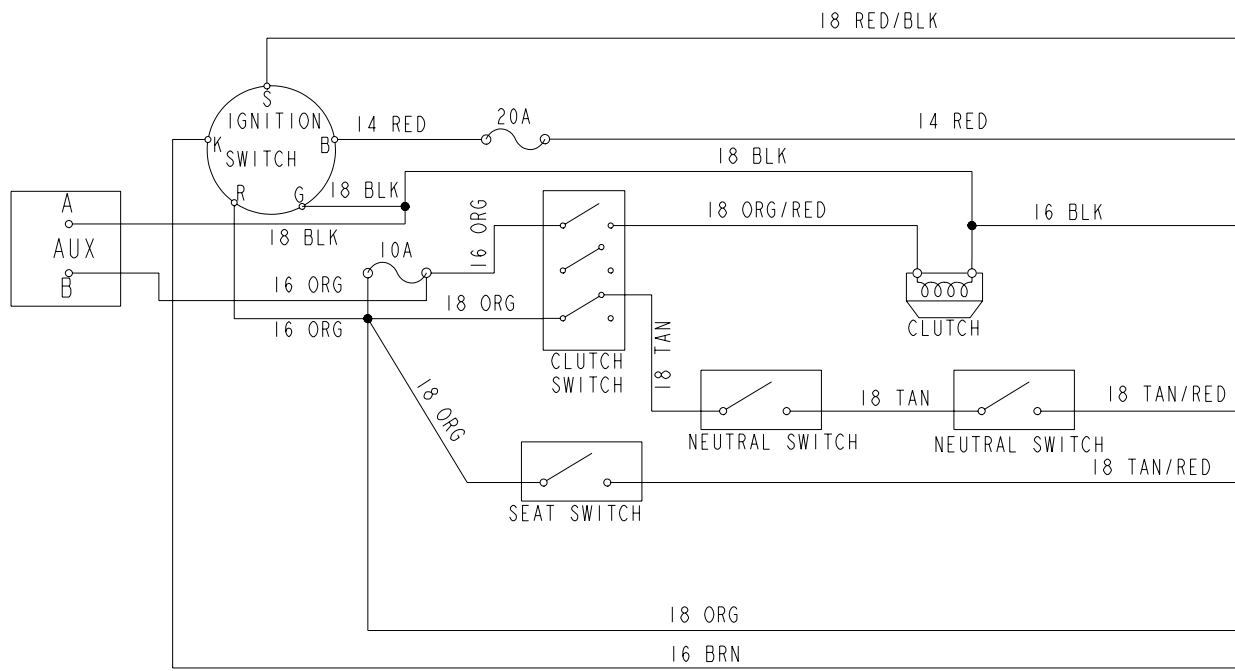 18 RED/BLK
S
IGNITION
SWITCH
K
B
R
G
14 RED
20A
14 RED
18 BLK
18 BLK
A
AUX
B
18 BLK
16 ORG
18 ORG/RED
16 BLK
10A
16 ORG
18 ORG
16 ORG
CLUTCH
CLUTCH
SWITCH
18 TAN
18 ORG
18 TAN
18 TAN/RED
NEUTRAL SWITCH
NEUTRAL SWITCH
18 TAN/RED
SEAT SWITCH
18 ORG
16 BRN